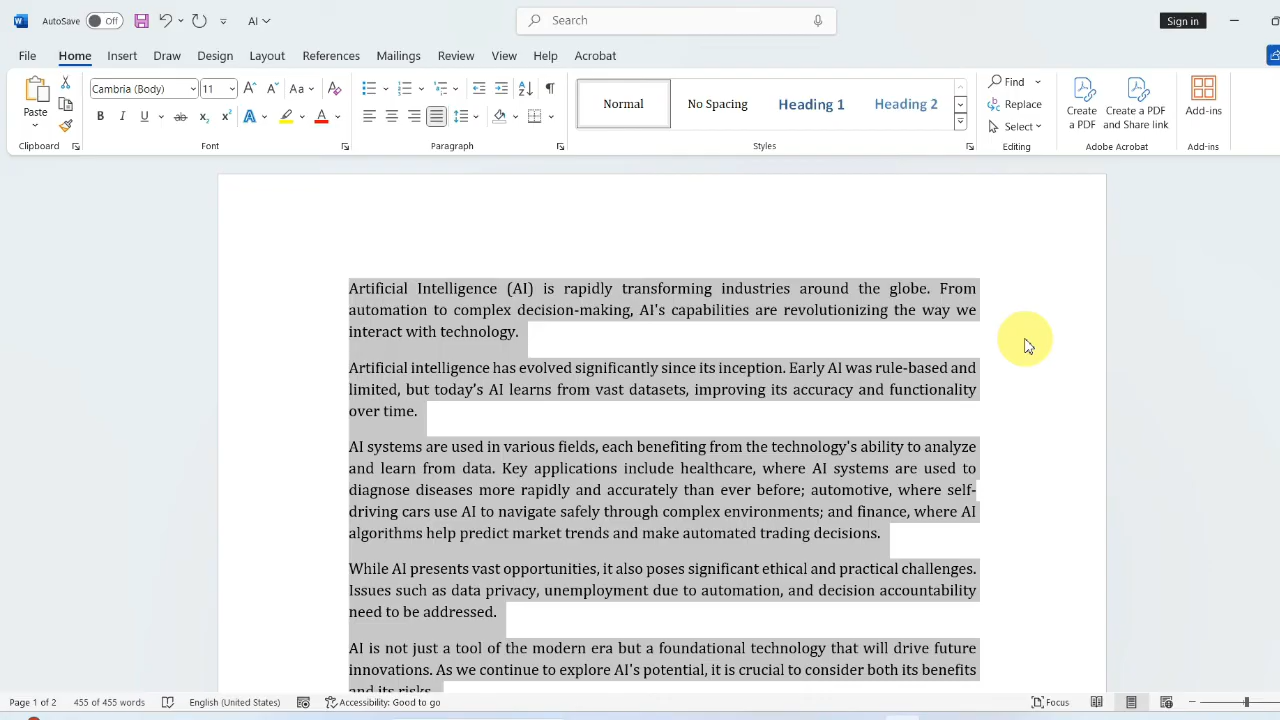 AutoSave Off AI Search Sign in
File Home Insert Draw Design Layout References Mailings Review View Help Acrobat
Paste Cambria (Body) 11 Aa Normal No Spacing Heading 1 Heading 2 Find Replace Select Create a PDF Create a PDF and Share link Add-ins
Clipboard Font Paragraph Styles Editing Adobe Acrobat Add-ins
Artificial Intelligence (AI) is rapidly transforming industries around the globe. From
automation to complex decision-making, AI's capabilities are revolutionizing the way we
interact with technology.
Artificial intelligence has evolved significantly since its inception. Early AI was rule-based and
limited, but today’s AI learns from vast datasets, improving its accuracy and functionality
over time.
AI systems are used in various fields, each benefiting from the technology's ability to analyze
and learn from data. Key applications include healthcare, where AI systems are used to
diagnose diseases more rapidly and accurately than ever before; automotive, where self-
driving cars use AI to navigate safely through complex environments; and finance, where AI
algorithms help predict market trends and make automated trading decisions.
While AI presents vast opportunities, it also poses significant ethical and practical challenges.
Issues such as data privacy, unemployment due to automation, and decision accountability
need to be addressed.
AI is not just a tool of the modern era but a foundational technology that will drive future
innovations. As we continue to explore AI's potential, it is crucial to consider both its benefits
and its risks.
Page 1 of 2 455 of 455 words English (United States) Accessibility: Good to go Focus